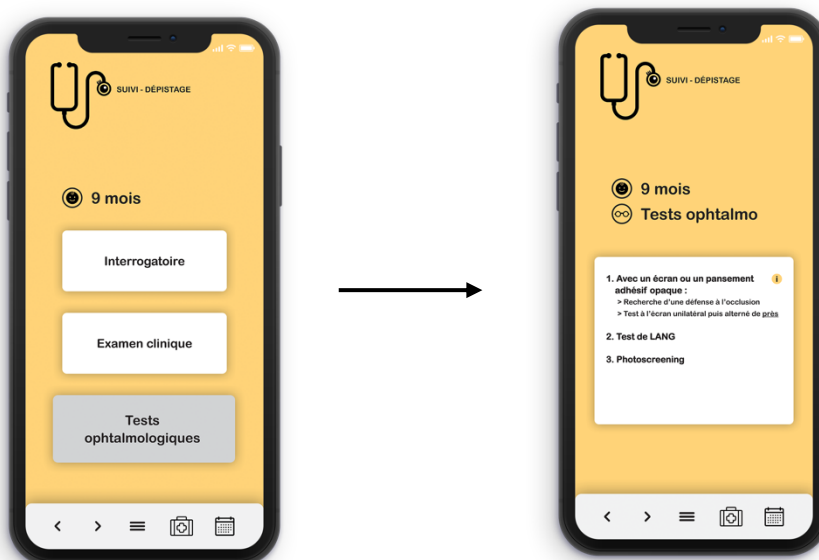 SUIVI - DÉPISTAGE
9 mois
Interrogatoire
Examen clinique
Tests
ophtalmologiques
SUIVI - DÉPISTAGE
9 mois
Tests ophtalmo
1. Avec un écran ou un pansement
adhésif opaque :
> Recherche d'une défense à l'occlusion
> Test à l'écran unilatéral puis alterné de près
2. Test de LANG
3. Photoscreening
i